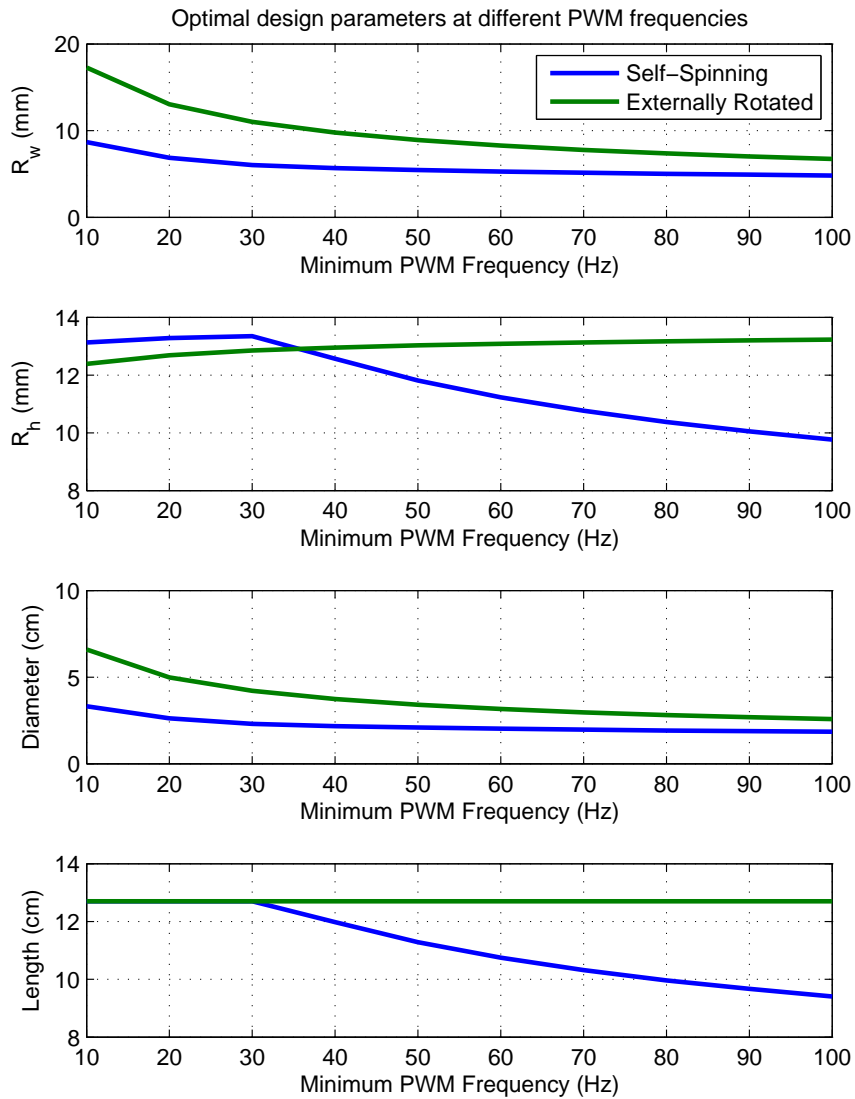 Optimal design parameters at different PWM frequencies
20
10
0
R_w (mm)
Self−Spinning
Externally Rotated
10 20 30 40 50 60 70 80 90 100
Minimum PWM Frequency (Hz)
14
12
10
8
R_h (mm)
10 20 30 40 50 60 70 80 90 100
Minimum PWM Frequency (Hz)
10
5
0
Diameter (cm)
10 20 30 40 50 60 70 80 90 100
Minimum PWM Frequency (Hz)
14
12
10
8
Length (cm)
10 20 30 40 50 60 70 80 90 100
Minimum PWM Frequency (Hz)